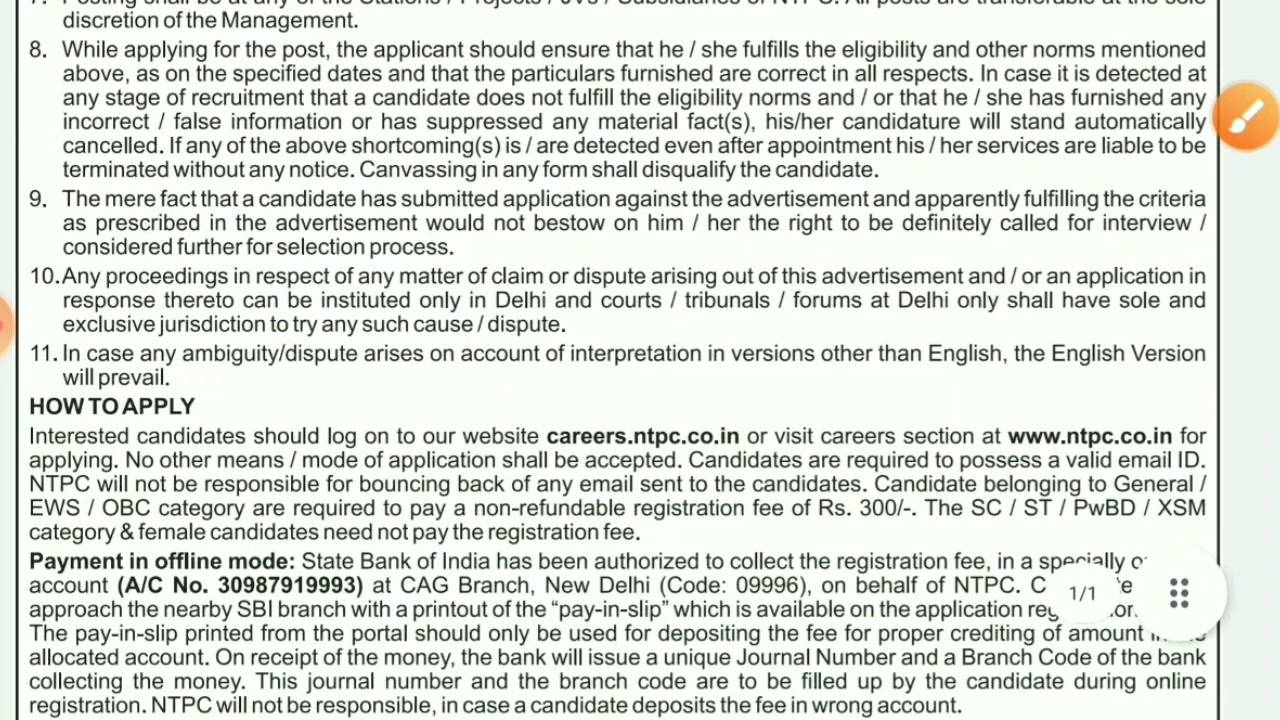 discretion of the Management.
8. While applying for the post, the applicant should ensure that he / she fulfills the eligibility and other norms mentioned
above, as on the specified dates and that the particulars furnished are correct in all respects. In case it is detected at
any stage of recruitment that a candidate does not fulfill the eligibility norms and / or that he / she has furnished any
incorrect / false information or has suppressed any material fact(s), his/her candidature will stand automatically
cancelled. If any of the above shortcoming(s) is / are detected even after appointment his / her services are liable to be
terminated without any notice. Canvassing in any form shall disqualify the candidate.
9. The mere fact that a candidate has submitted application against the advertisement and apparently fulfilling the criteria
as prescribed in the advertisement would not bestow on him / her the right to be definitely called for interview /
considered further for selection process.
10. Any proceedings in respect of any matter of claim or dispute arising out of this advertisement and / or an application in
response thereto can be instituted only in Delhi and courts / tribunals / forums at Delhi only shall have sole and
exclusive jurisdiction to try any such cause / dispute.
11. In case any ambiguity/dispute arises on account of interpretation in versions other than English, the English Version
will prevail.
HOW TO APPLY
Interested candidates should log on to our website careers.ntpc.co.in or visit careers section at www.ntpc.co.in for
applying. No other means / mode of application shall be accepted. Candidates are required to possess a valid email ID.
NTPC will not be responsible for bouncing back of any email sent to the candidates. Candidate belonging to General /
EWS / OBC category are required to pay a non-refundable registration fee of Rs. 300/-. The SC / ST / PwBD / XSM
category & female candidates need not pay the registration fee.
Payment in offline mode: State Bank of India has been authorized to collect the registration fee, in a specially
account (A/C No. 30987919993) at CAG Branch, New Delhi (Code: 09996), on behalf of NTPC.
1/1
approach the nearby SBI branch with a printout of the "pay-in-slip" which is available on the application
The pay-in-slip printed from the portal should only be used for depositing the fee for proper crediting of amount
allocated account. On receipt of the money, the bank will issue a unique Journal Number and a Branch Code of the bank
collecting the money. This journal number and the branch code are to be filled up by the candidate during online
registration. NTPC will not be responsible, in case a candidate deposits the fee in wrong account.